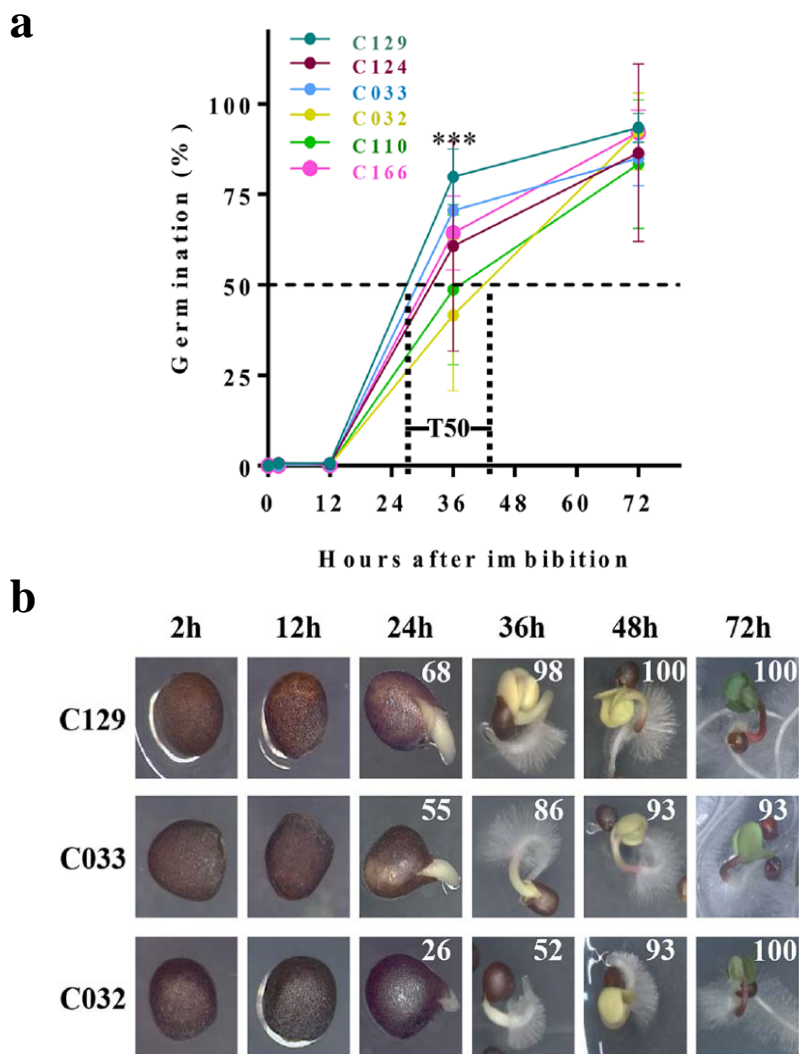 a
C129
C124
C033
C032
C110
C166
Germination (%)
100
75
50
25
0
***
T50
0 12 24 36 48 60 72
Hours after imbibition
b
2h 12h 24h 36h 48h 72h
C129 68 98 100 100
C033 55 86 93 93
C032 26 52 93 100